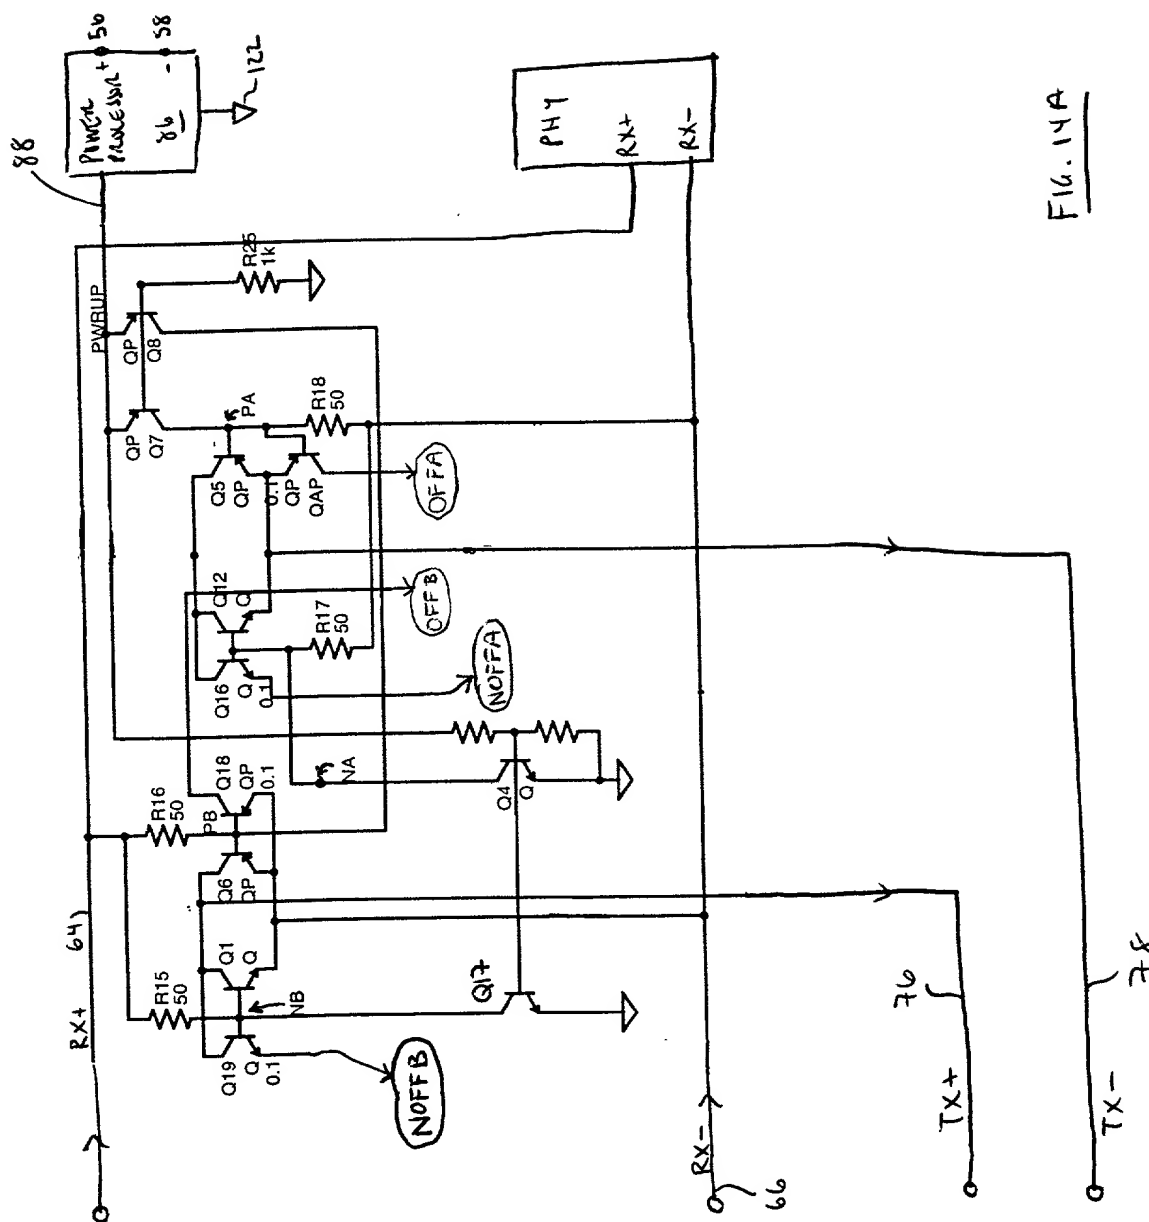 88
POWER + 56
PROCESSOR
86 - 58
122
PHY
RX+
RX-
FIG. 14A
PWRUP
QP
Q8
R25
1k
QP
Q7
PA
R18
50
Q5
QP
0.1
QP
QAP
OFFA
Q12
Q
OFFB
R17
50
Q16
Q
0.1
NOFFA
NA
Q4
Q
Q18
QP
0.1
R16
50
PB
Q6
QP
Q1
Q
R15
50
NB
Q19
Q
0.1
NOFFB
Q17
RX+ 64
RX-
66
TX+
76
TX-
78